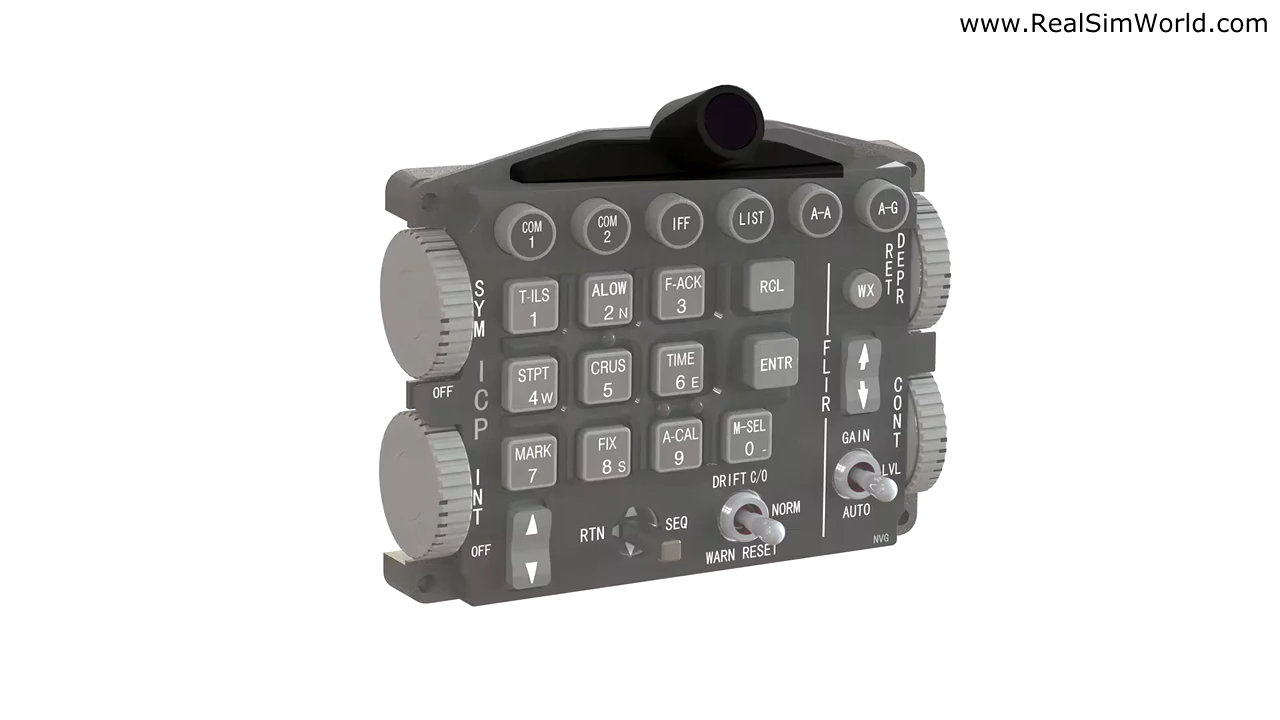 www.RealSimWorld.com
COM
1
COM
2
IFF
LIST
A-A
A-G
DEPR
RET
SYM
T-ILS
1
ALOW
2 N
F-ACK
3
RCL
WX
ICP
OFF
STPT
4 W
CRUS
5
TIME
6 E
ENTR
FLIR
CONT
INT
OFF
MARK
7
FIX
8 S
A-CAL
9
M-SEL
0 -
GAIN
LVL
AUTO
DRIFT C/O
NORM
WARN RESET
RTN
SEQ
NVG